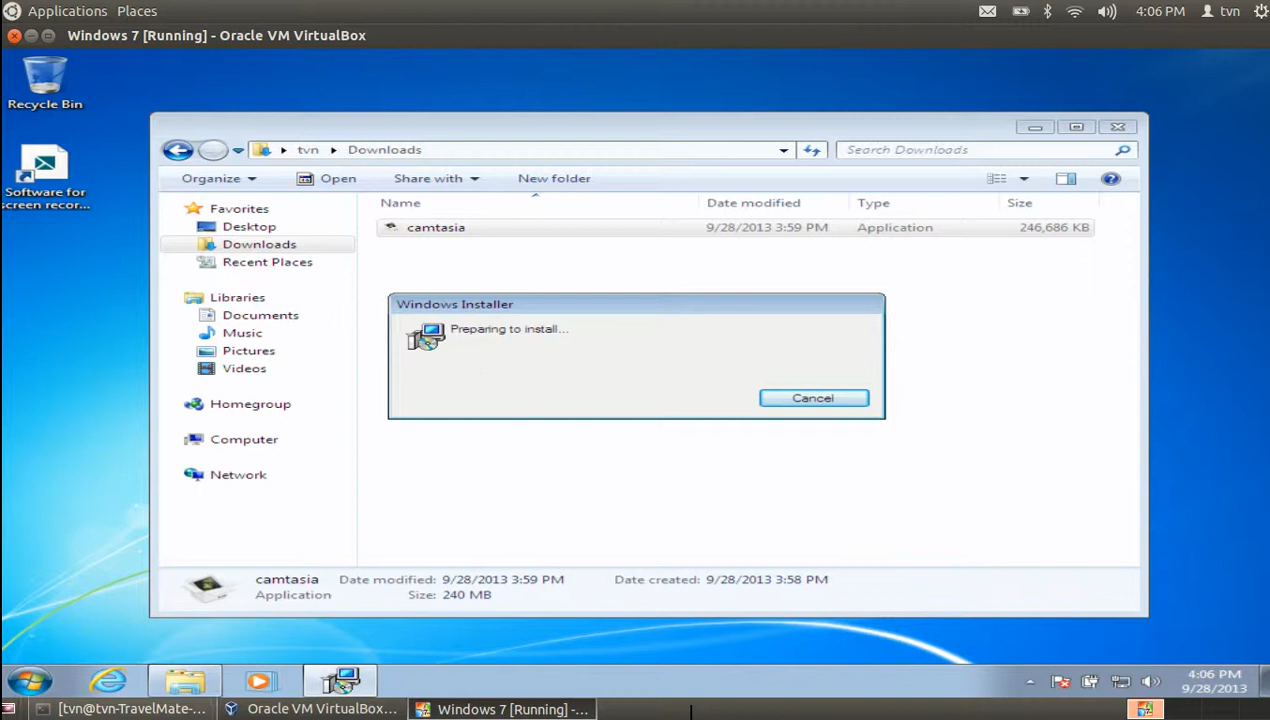 Applications Places 4:06 PM tvn
Windows 7 [Running] - Oracle VM VirtualBox
Recycle Bin
Software for
screen recor...
tvn Downloads Search Downloads
Organize Open Share with New folder
Name Date modified Type Size
camtasia 9/28/2013 3:59 PM Application 246,686 KB
Favorites
Desktop
Downloads
Recent Places
Libraries
Documents
Music
Pictures
Videos
Homegroup
Computer
Network
Windows Installer
Preparing to install...
Cancel
camtasia Date modified: 9/28/2013 3:59 PM Date created: 9/28/2013 3:58 PM
Application Size: 240 MB
4:06 PM
9/28/2013
[tvn@tvn-TravelMate-... Oracle VM VirtualBox... Windows 7 [Running] -...